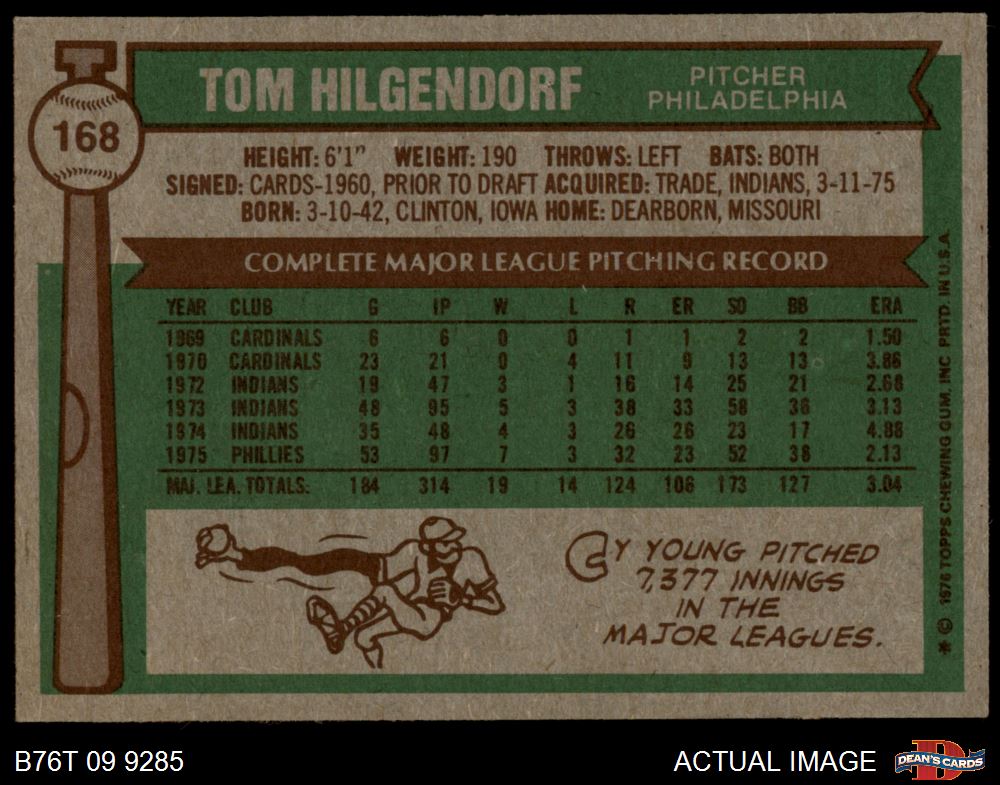 168
TOM HILGENDORF
PITCHER
PHILADELPHIA
HEIGHT: 6'1" WEIGHT: 190 THROWS: LEFT BATS: BOTH
SIGNED: CARDS-1960, PRIOR TO DRAFT ACQUIRED: TRADE, INDIANS, 3-11-75
BORN: 3-10-42, CLINTON, IOWA HOME: DEARBORN, MISSOURI
COMPLETE MAJOR LEAGUE PITCHING RECORD
YEAR CLUB G IP W L R ER SO BB ERA
1969 CARDINALS 6 6 0 0 1 1 2 2 1.50
1970 CARDINALS 23 21 0 4 11 9 13 13 3.86
1972 INDIANS 19 47 3 1 16 14 25 21 2.68
1973 INDIANS 48 95 5 3 38 33 58 36 3.13
1974 INDIANS 35 48 4 3 26 26 23 17 4.88
1975 PHILLIES 53 97 7 3 32 23 52 38 2.13
MAJ. LEA. TOTALS: 184 314 19 14 124 106 173 127 3.04
CY YOUNG PITCHED
7,377 INNINGS
IN THE
MAJOR LEAGUES.
* © 1976 TOPPS CHEWING GUM, INC. PRTD. IN U.S.A.
B76T 09 9285
ACTUAL IMAGE
DEAN'S CARDS